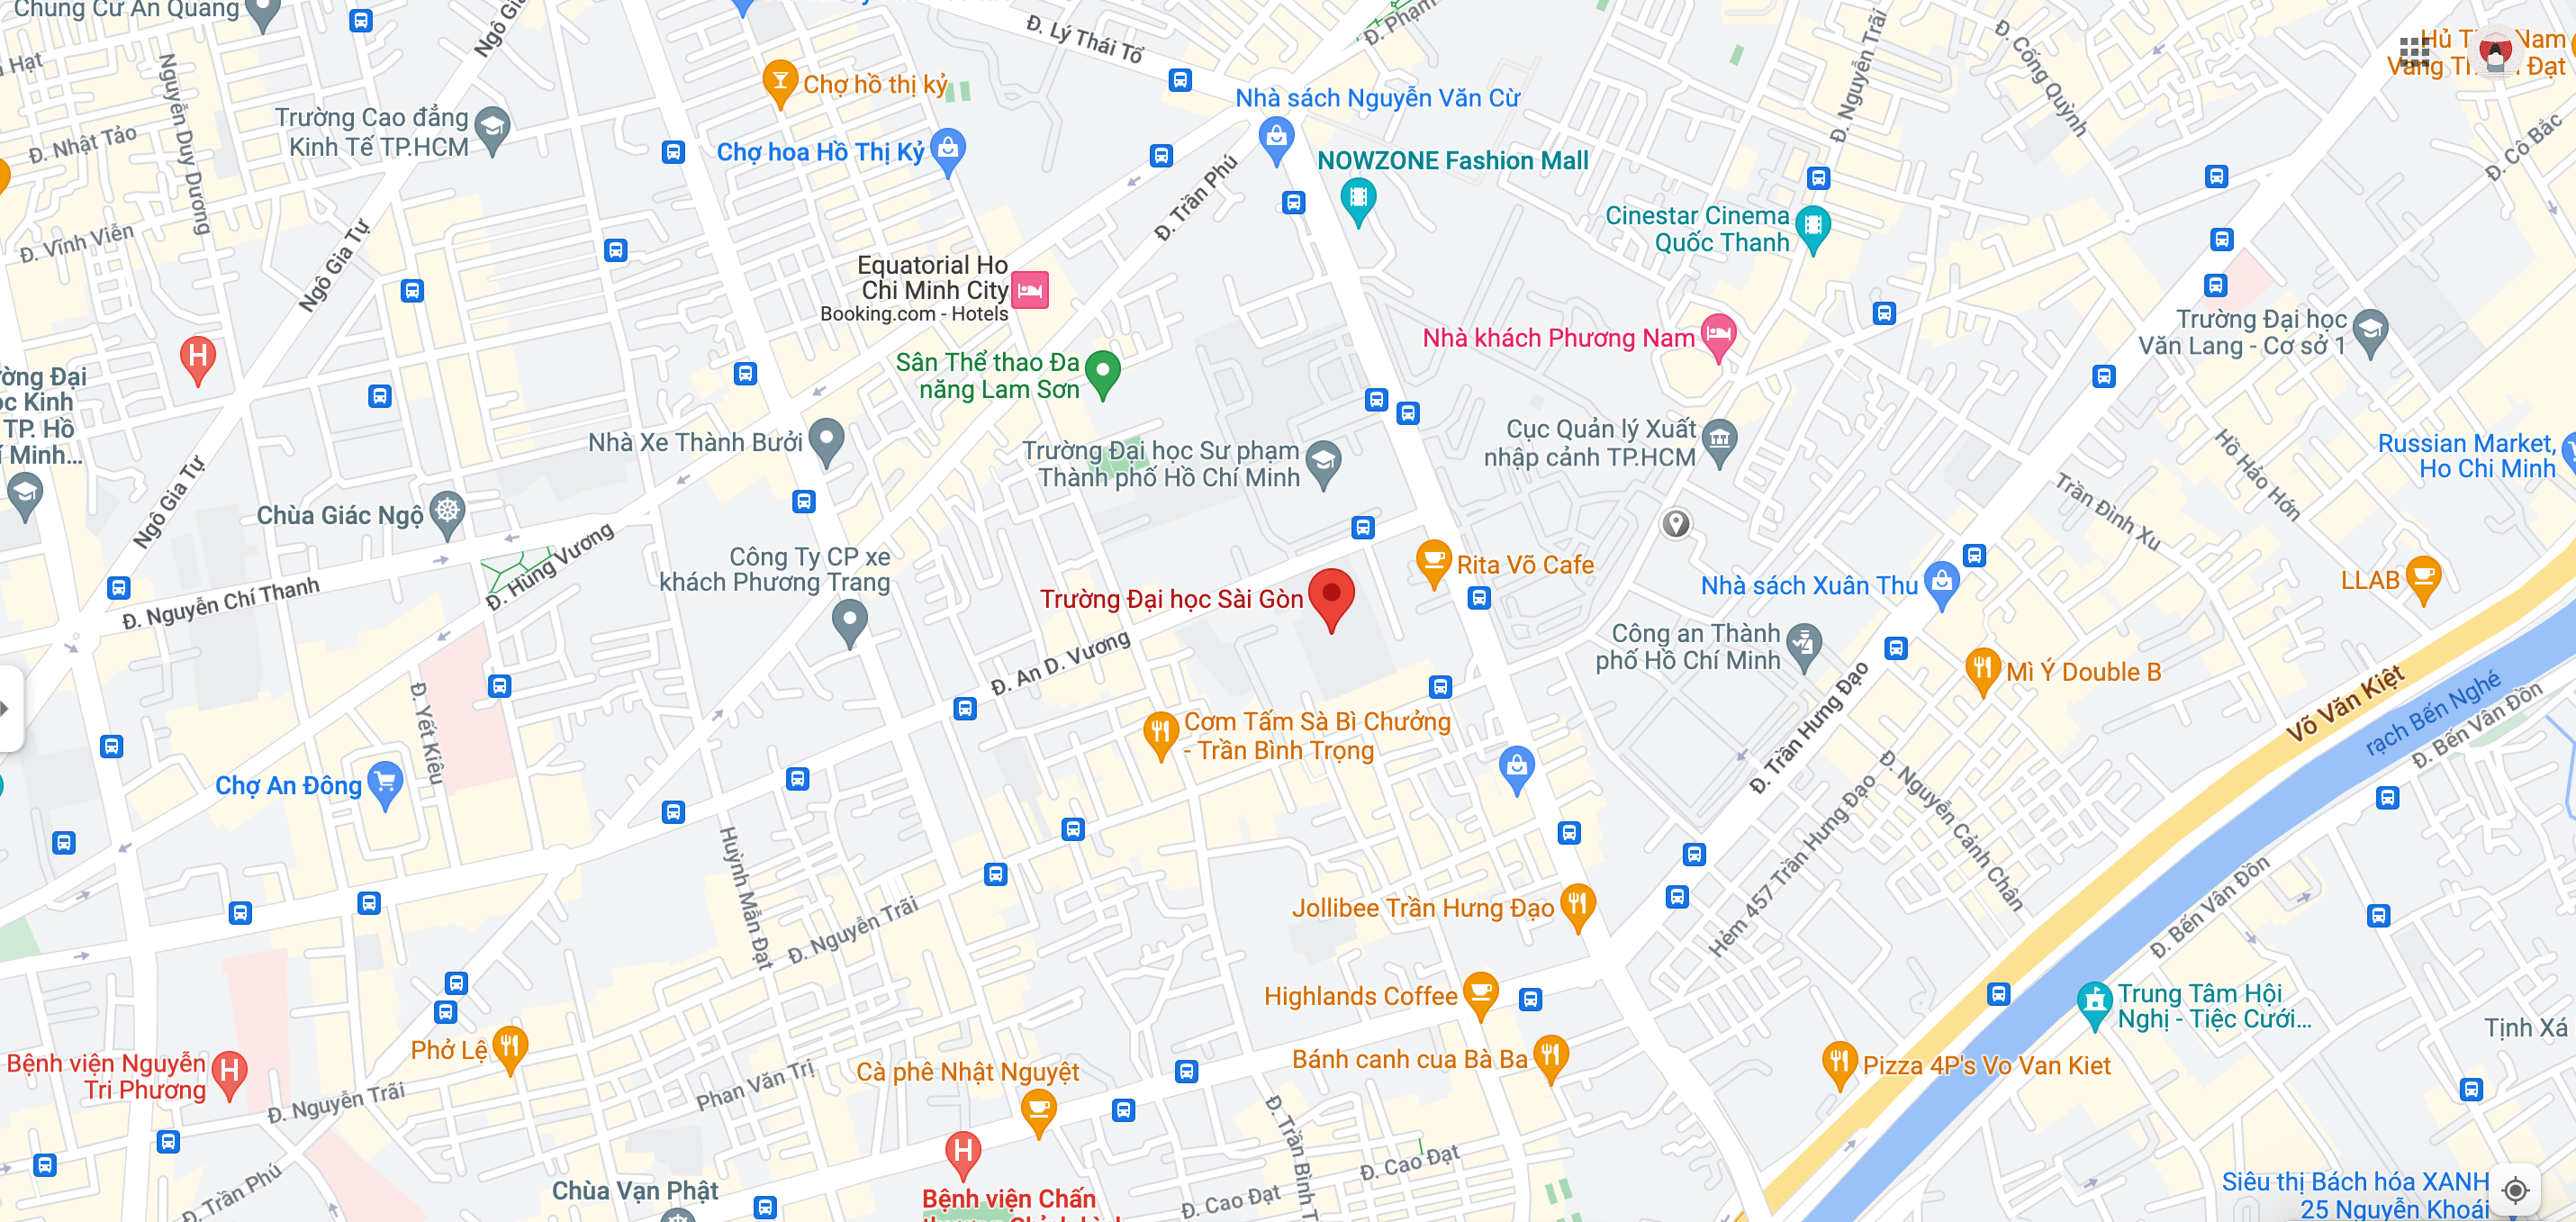 Chung Cư An Quang
Ngô Gia
Đ. Lý Thái Tổ
Đ. Phạm
Đ. Nguyễn Trãi
Đ. Cống Quỳnh
Hủ T
Nam
Vang T
Đạt
Hạt
Nguyễn Duy Dương
Chợ hồ thị kỷ
Nhà sách Nguyễn Văn Cừ
Trường Cao đẳng
Kinh Tế TP.HCM
Đ. Nhật Tảo
Chợ hoa Hồ Thị Kỷ
NOWZONE Fashion Mall
Đ. Cô Bắc
Đ. Trần Phú
Cinestar Cinema
Quốc Thanh
Đ. Vĩnh Viễn
Ngô Gia Tự
Equatorial Ho
Chi Minh City
Booking.com - Hotels
Trường Đại học
Văn Lang - Cơ sở 1
Nhà khách Phương Nam
Sân Thể thao Đa
năng Lam Sơn
ờng Đại
ọc Kinh
TP. Hồ
í Minh...
Nhà Xe Thành Bưởi
Trường Đại học Sư phạm
Thành phố Hồ Chí Minh
Cục Quản lý Xuất
nhập cảnh TP.HCM
Hồ Hảo Hớn
Russian Market,
Ho Chi Minh
Ngô Gia Tự
Chùa Giác Ngộ
Trần Đình Xu
Đ. Hùng Vương
Công Ty CP xe
khách Phương Trang
Rita Võ Cafe
Đ. Nguyễn Chí Thanh
Trường Đại học Sài Gòn
Nhà sách Xuân Thu
LLAB
Đ. An D. Vương
Công an Thành
phố Hồ Chí Minh
Mì Ý Double B
Đ. Yết Kiêu
Đ. Trần Hưng Đạo
Võ Văn Kiệt
rạch Bến Nghé
Đ. Bến Vân Đồn
Cơm Tấm Sà Bì Chưởng
- Trần Bình Trọng
Chợ An Đông
Hẻm 457 Trần Hưng Đạo
Đ. Nguyễn Cảnh Chân
Huỳnh Mẫn Đạt
Đ. Nguyễn Trãi
Jollibee Trần Hưng Đạo
Đ. Bến Vân Đồn
Highlands Coffee
Trung Tâm Hội
Nghị - Tiệc Cưới...
Tịnh Xá
Phở Lệ
Bệnh viện Nguyễn
Tri Phương
Bánh canh cua Bà Ba
Pizza 4P's Vo Van Kiet
Cà phê Nhật Nguyệt
Phan Văn Trị
Đ. Nguyễn Trãi
Đ. Trần Bình T
Đ. Cao Đạt
Đ. Trần Phú
Chùa Vạn Phật
Bệnh viện Chấn
Đ. Cao Đạt
Siêu thị Bách hóa XANH
25 Nguyễn Khoái